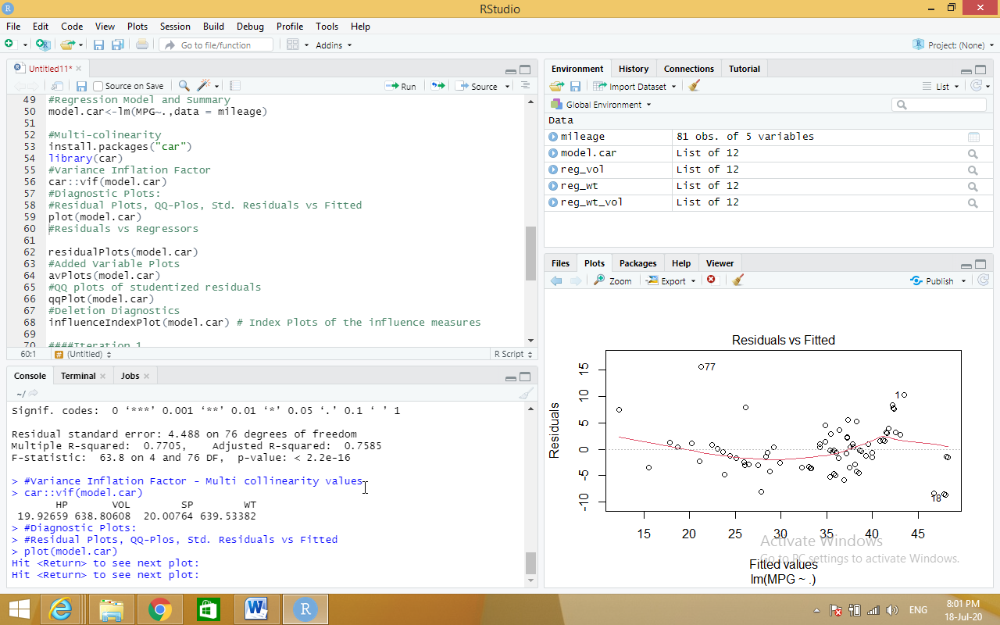 RStudio
File Edit Code View Plots Session Build Debug Profile Tools Help
Go to file/function Addins Project: (None)
Untitled11*
Source on Save Run Source
49 #Regression Model and Summary
50 model.car<-lm(MPG~.,data = mileage)
51
52 #Multi-colinearity
53 install.packages("car")
54 library(car)
55 #Variance Inflation Factor
56 car::vif(model.car)
57 #Diagnostic Plots:
58 #Residual Plots, QQ-Plos, Std. Residuals vs Fitted
59 plot(model.car)
60 #Residuals vs Regressors
61
62 residualPlots(model.car)
63 #Added Variable Plots
64 avPlots(model.car)
65 #QQ plots of studentized residuals
66 qqPlot(model.car)
67 #Deletion Diagnostics
68 influenceIndexPlot(model.car) # Index Plots of the influence measures
69
70 ####Iteration 1
60:1 # (Untitled) R Script
Console Terminal Jobs
~/
Signif. codes:  0 ‘***’ 0.001 ‘**’ 0.01 ‘*’ 0.05 ‘.’ 0.1 ‘ ’ 1
Residual standard error: 4.488 on 76 degrees of freedom
Multiple R-squared:  0.7705,	Adjusted R-squared:  0.7585
F-statistic:  63.8 on 4 and 76 DF,  p-value: < 2.2e-16
> #Variance Inflation Factor - Multi collinearity values
> car::vif(model.car)
HP VOL SP WT
19.92659 638.80608 20.00764 639.53382
> #Diagnostic Plots:
> #Residual Plots, QQ-Plos, Std. Residuals vs Fitted
> plot(model.car)
Hit <Return> to see next plot:
Hit <Return> to see next plot:
Environment History Connections Tutorial
Import Dataset List
Global Environment
Data
mileage 81 obs. of 5 variables
model.car List of 12
reg_vol List of 12
reg_wt List of 12
reg_wt_vol List of 12
Files Plots Packages Help Viewer
Zoom Export Publish
Residuals vs Fitted
Residuals
15
10
5
0
-5
-10
77
1
18
15 20 25 30 35 40 45
Fitted values
lm(MPG ~ .)
Activate Windows
Go to PC settings to activate Windows.
ENG
8:01 PM
18-Jul-20